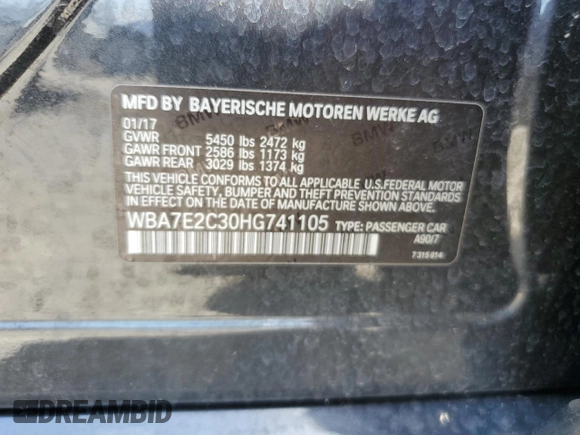 MFD BY BAYERISCHE MOTOREN WERKE AG
01/17
GVWR 5450 lbs 2472 kg
GAWR FRONT 2586 lbs 1173 kg
GAWR REAR 3029 lbs 1374 kg
THIS VEHICLE CONFORMS TO ALL APPLICABLE U.S. FEDERAL MOTOR
VEHICLE SAFETY, BUMPER AND THEFT PREVENTION STANDARDS IN
EFFECT ON THE DATE OF MANUFACTURE SHOWN ABOVE.
WBA7E2C30HG741105 TYPE: PASSENGER CAR
A90/7
7315814
DREAMBID